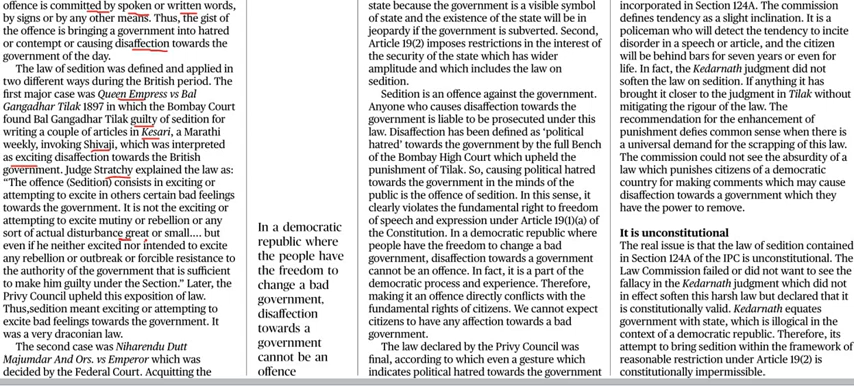 offence is committed by spoken or written words,
by signs or by any other means. Thus, the gist of
the offence is bringing a government into hatred
or contempt or causing disaffection towards the
government of the day.
The law of sedition was defined and applied in
two different ways during the British period. The
first major case was Queen Empress vs Bal
Gangadhar Tilak 1897 in which the Bombay Court
found Bal Gangadhar Tilak guilty of sedition for
writing a couple of articles in Kesari, a Marathi
weekly, invoking Shivaji, which was interpreted
as exciting disaffection towards the British
government. Judge Stratchy explained the law as:
“The offence (Sedition) consists in exciting or
attempting to excite in others certain bad feelings
towards the government. It is not the exciting or
attempting to excite mutiny or rebellion or any
sort of actual disturbance great or small.... but
even if he neither excited nor intended to excite
any rebellion or outbreak or forcible resistance to
the authority of the government that is sufficient
to make him guilty under the Section.” Later, the
Privy Council upheld this exposition of law.
Thus,sedition meant exciting or attempting to
excite bad feelings towards the government. It
was a very draconian law.
The second case was Niharendu Dutt
Majumdar And Ors. vs Emperor which was
decided by the Federal Court. Acquitting the
In a democratic
republic where
the people have
the freedom to
change a bad
government,
disaffection
towards a
government
cannot be an
offence
state because the government is a visible symbol
of state and the existence of the state will be in
jeopardy if the government is subverted. Second,
Article 19(2) imposes restrictions in the interest of
the security of the state which has wider
amplitude and which includes the law on
sedition.
Sedition is an offence against the government.
Anyone who causes disaffection towards the
government is liable to be prosecuted under this
law. Disaffection has been defined as ‘political
hatred’ towards the government by the full Bench
of the Bombay High Court which upheld the
punishment of Tilak. So, causing political hatred
towards the government in the minds of the
public is the offence of sedition. In this sense, it
clearly violates the fundamental right to freedom
of speech and expression under Article 19(1)(a) of
the Constitution. In a democratic republic where
people have the freedom to change a bad
government, disaffection towards a government
cannot be an offence. In fact, it is a part of the
democratic process and experience. Therefore,
making it an offence directly conflicts with the
fundamental rights of citizens. We cannot expect
citizens to have any affection towards a bad
government.
The law declared by the Privy Council was
final, according to which even a gesture which
indicates political hatred towards the government
incorporated in Section 124A. The commission
defines tendency as a slight inclination. It is a
policeman who will detect the tendency to incite
disorder in a speech or article, and the citizen
will be behind bars for seven years or even for
life. In fact, the Kedarnath judgment did not
soften the law on sedition. If anything it has
brought it closer to the judgment in Tilak without
mitigating the rigour of the law. The
recommendation for the enhancement of
punishment defies common sense when there is
a universal demand for the scrapping of this law.
The commission could not see the absurdity of a
law which punishes citizens of a democratic
country for making comments which may cause
disaffection towards a government which they
have the power to remove.
It is unconstitutional
The real issue is that the law of sedition contained
in Section 124A of the IPC is unconstitutional. The
Law Commission failed or did not want to see the
fallacy in the Kedarnath judgment which did not
in effect soften this harsh law but declared that it
is constitutionally valid. Kedarnath equates
government with state, which is illogical in the
context of a democratic republic. Therefore, its
attempt to bring sedition within the framework of
reasonable restriction under Article 19(2) is
constitutionally impermissible.